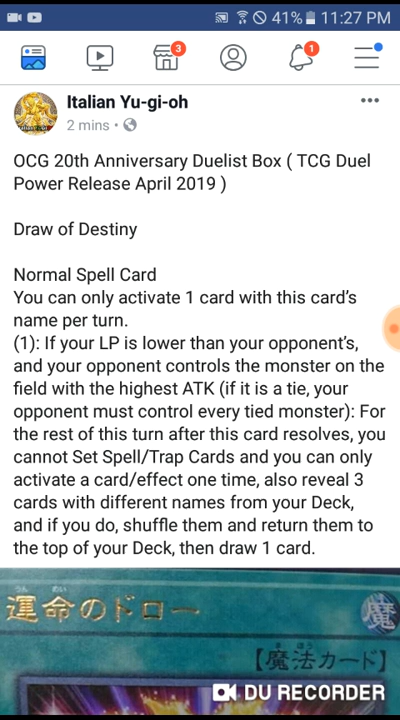 41% 11:27 PM
3
1
Italian Yu-gi-oh
2 mins
OCG 20th Anniversary Duelist Box ( TCG Duel
Power Release April 2019 )
Draw of Destiny
Normal Spell Card
You can only activate 1 card with this card's
name per turn.
(1): If your LP is lower than your opponent's,
and your opponent controls the monster on the
field with the highest ATK (if it is a tie, your
opponent must control every tied monster): For
the rest of this turn after this card resolves, you
cannot Set Spell/Trap Cards and you can only
activate a card/effect one time, also reveal 3
cards with different names from your Deck,
and if you do, shuffle them and return them to
the top of your Deck, then draw 1 card.
うん めい
運命のドロー 魔
【魔法カード】
DU RECORDER